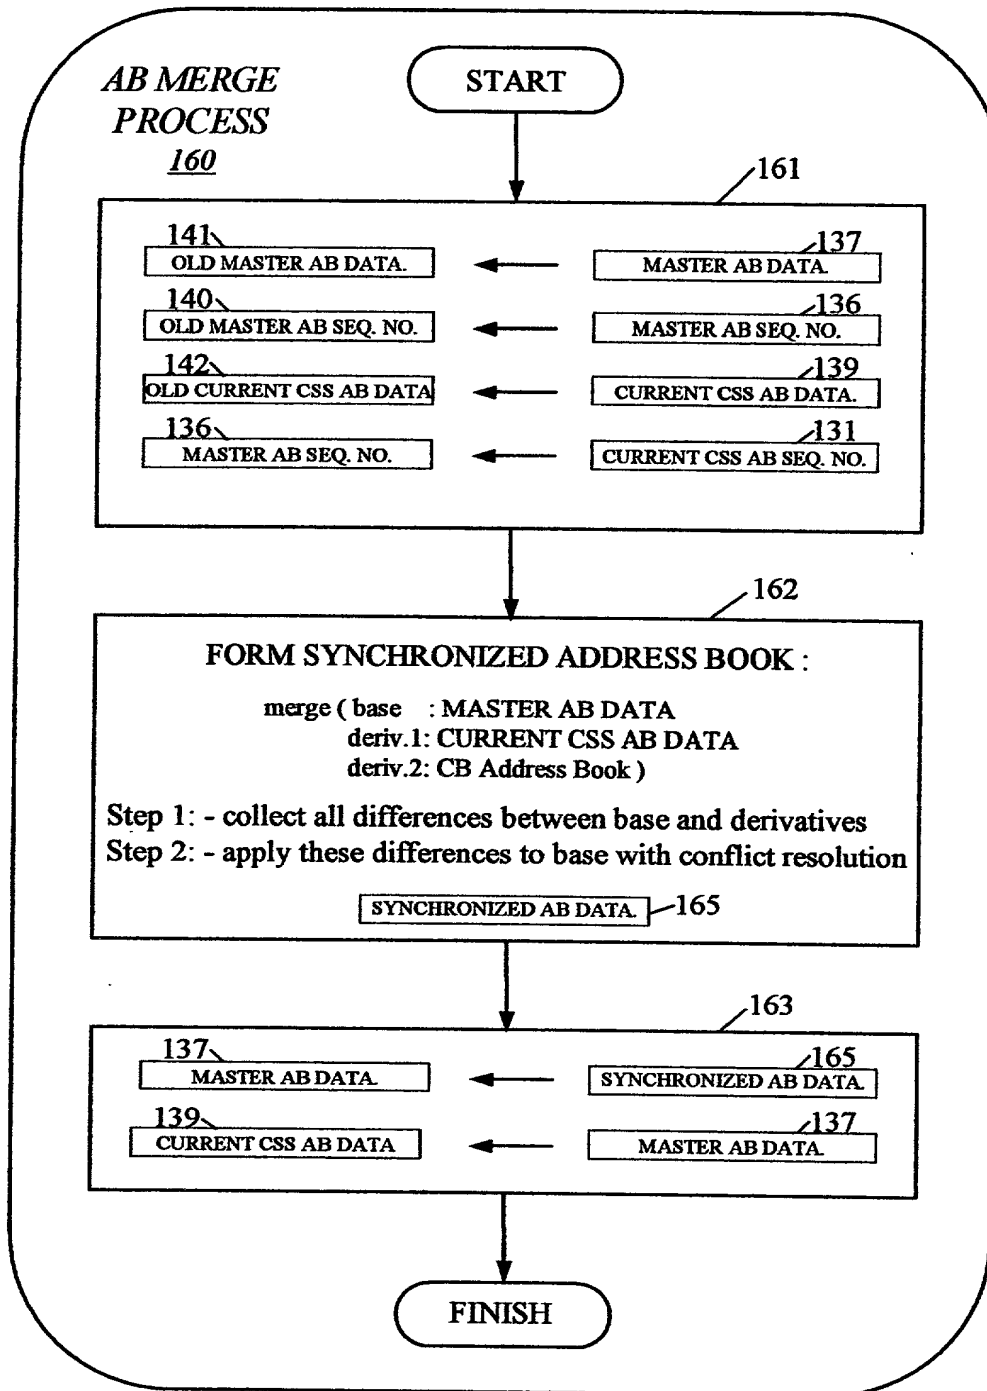 AB MERGE
PROCESS
160
START
161
141
OLD MASTER AB DATA.
137
MASTER AB DATA.
140
OLD MASTER AB SEQ. NO.
136
MASTER AB SEQ. NO.
142
OLD CURRENT CSS AB DATA
139
CURRENT CSS AB DATA.
136
MASTER AB SEQ. NO.
131
CURRENT CSS AB SEQ. NO.
162
FORM SYNCHRONIZED ADDRESS BOOK :
merge ( base : MASTER AB DATA
deriv.1: CURRENT CSS AB DATA
deriv.2: CB Address Book )
Step 1: - collect all differences between base and derivatives
Step 2: - apply these differences to base with conflict resolution
SYNCHRONIZED AB DATA.
165
163
137
MASTER AB DATA.
165
SYNCHRONIZED AB DATA.
139
CURRENT CSS AB DATA
137
MASTER AB DATA.
FINISH